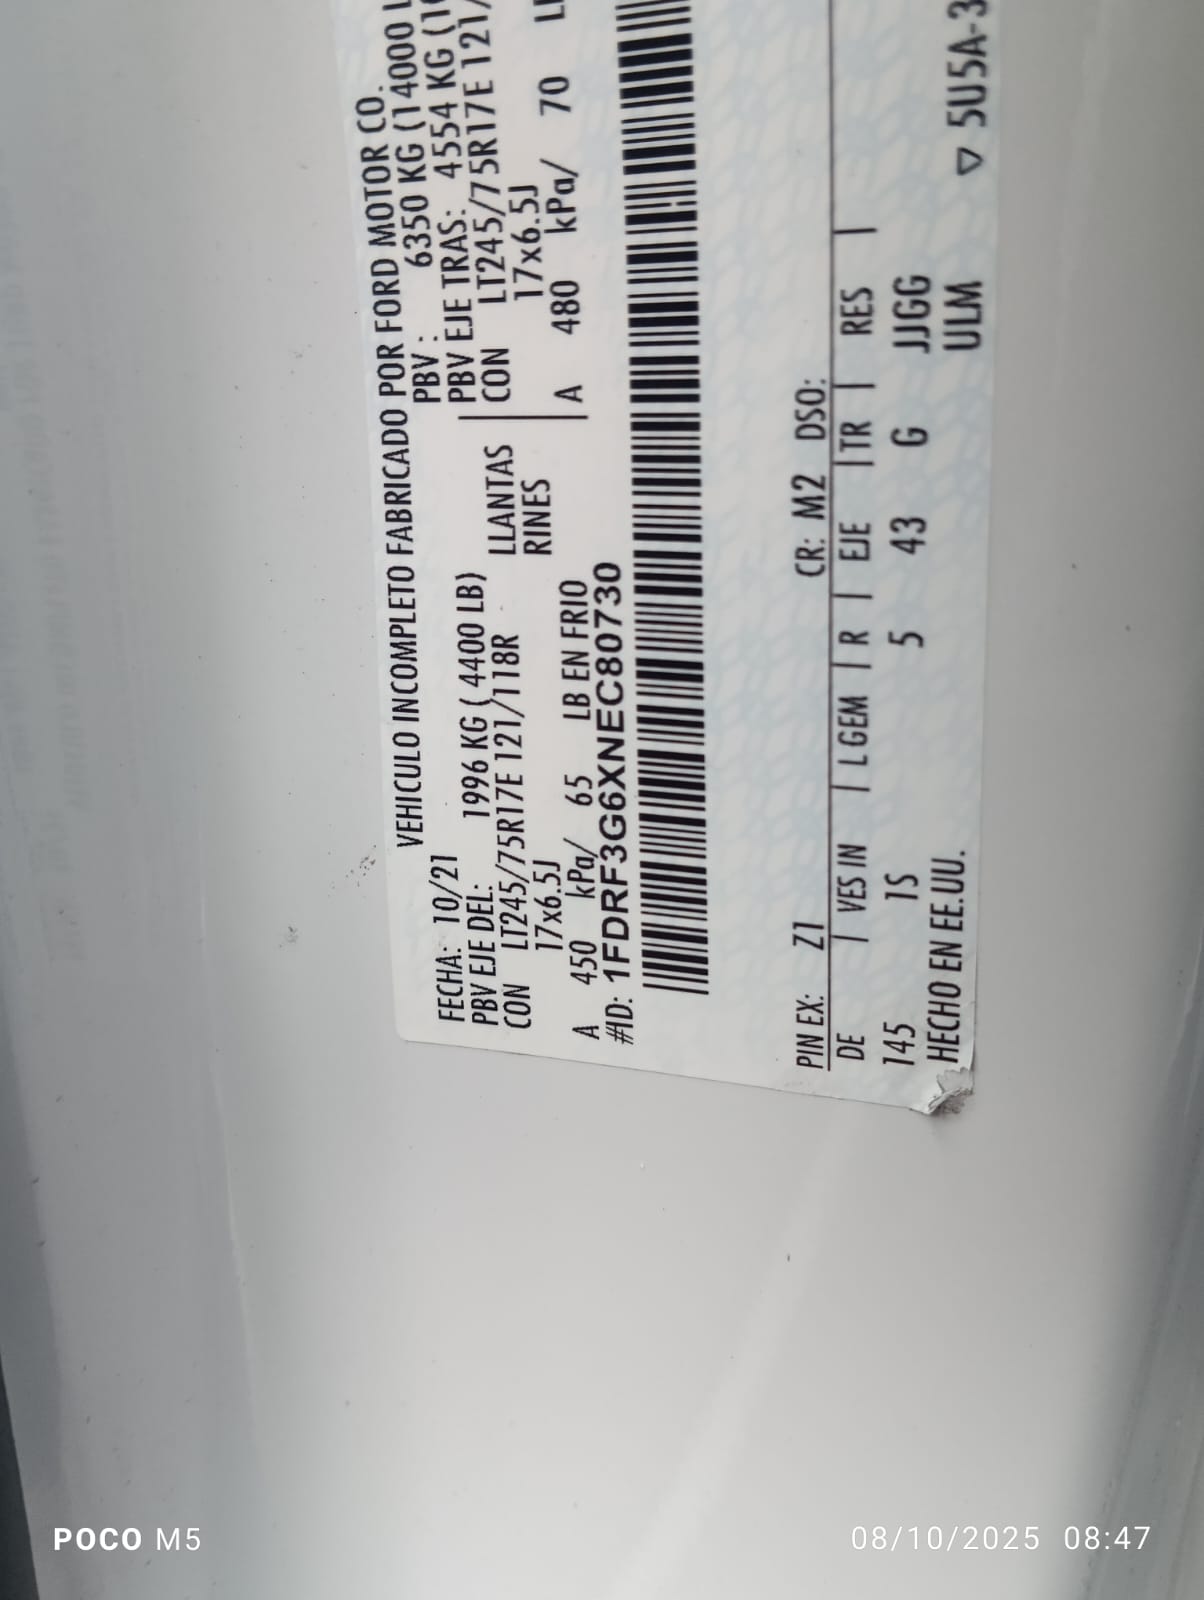 VEHICULO INCOMPLETO FABRICADO POR FORD MOTOR CO.
FECHA: 10/21 PBV : 6350 KG (14000 L
PBV EJE DEL: 1996 KG ( 4400 LB) PBV EJE TRAS: 4554 KG (1
CON LT245/75R17E 121/118R LLANTAS CON LT245/75R17E 121/
17x6.5J RINES 17x6.5J
A 450 kPa/ 65 LB EN FRIO A 480 kPa/ 70
#ID: 1FDRF3G6XNEC80730
PIN EX: Z1 CR: M2 DSO:
DE | VES IN | L GEM | R | EJE | TR | RES |
145 1S 5 43 G JJGG
HECHO EN EE.UU. ULM ▽ 5U5A-3
POCO M5
08/10/2025 08:47